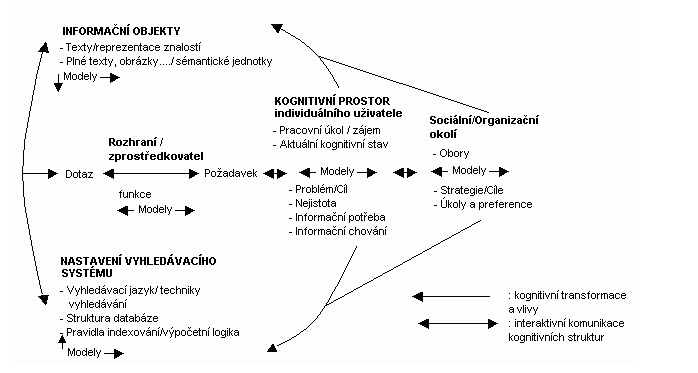 INFORMAČNÍ OBJEKTY
- Texty/reprezentace znalostí
- Plné texty, obrázky..../ sémantické jednotky
Modely
KOGNITIVNÍ PROSTOR
individuálního uživatele
- Pracovní úkol / zájem
- Aktuální kognitivní stav
Modely
- Problém/Cíl
- Nejistota
- Informační potřeba
- Informační chování
Sociální/Organizační
okolí
- Obory
Modely
- Strategie/Cíle
- Úkoly a preference
Rozhraní /
zprostředkovatel
Dotaz
Požadavek
funkce
Modely
NASTAVENÍ VYHLEDÁVACÍHO
SYSTÉMU
- Vyhledávací jazyk/ techniky
vyhledávání
- Struktura databáze
- Pravidla indexování/výpočetní logika
Modely
: kognitivní transformace
a vlivy
: interaktivní komunikace
kognitivních struktur